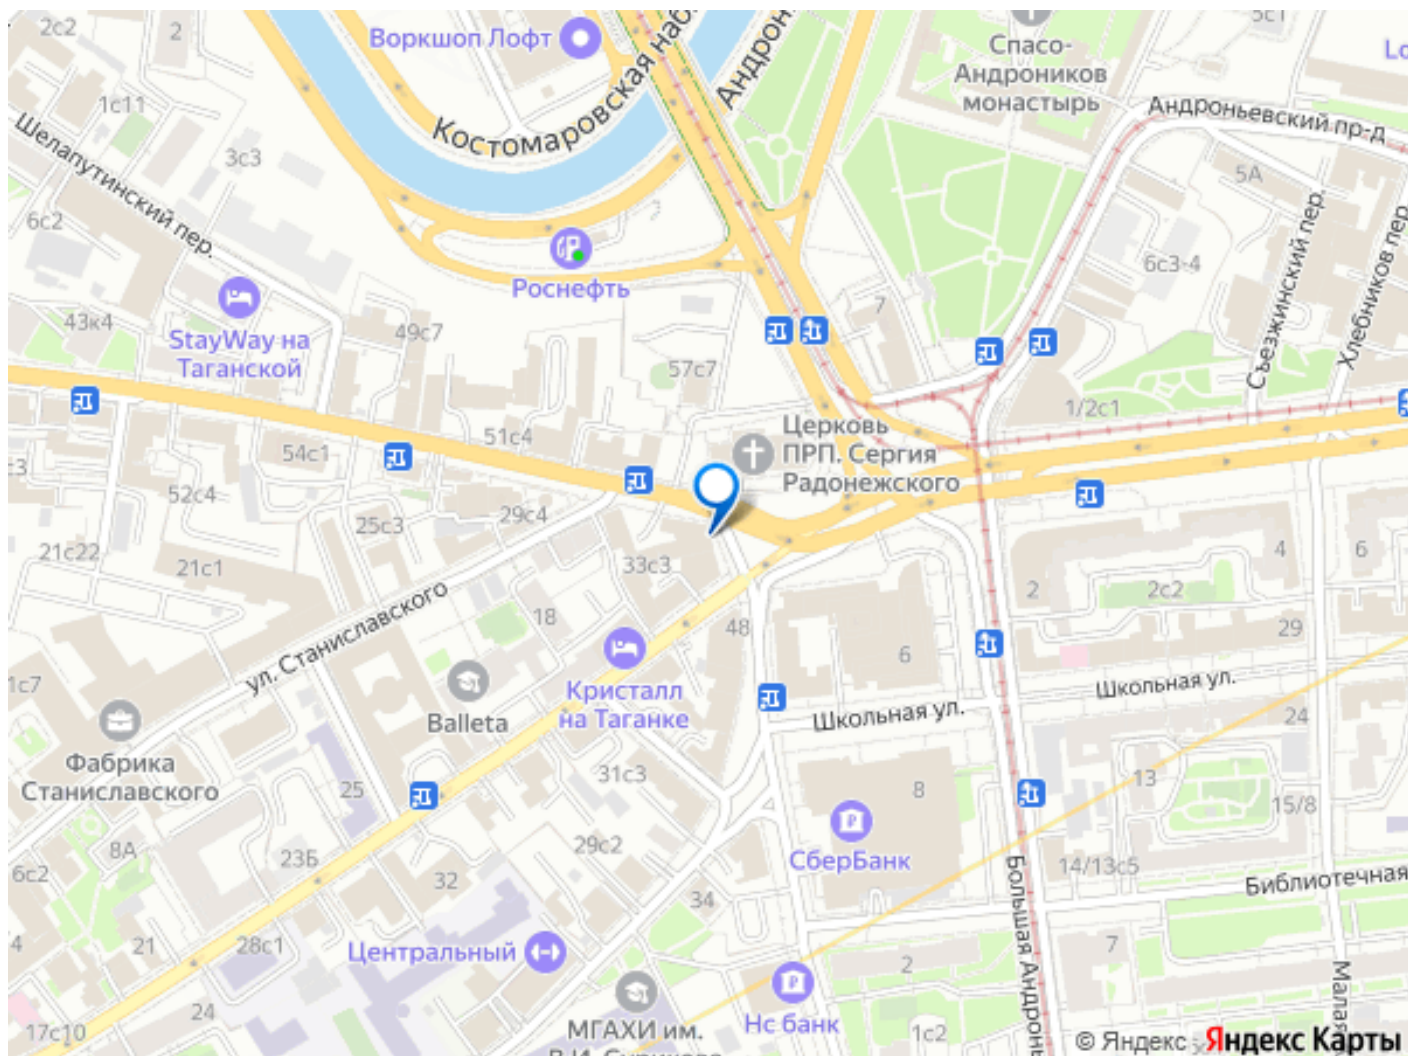 2с2
2
Воркшоп Лофт
5с1
Спасо-
Андроников
монастырь
Lo
1с11
Костомаровская наб
Андрон
Андроньевский пр-д
Шелапутинский пер.
3с3
5А
6с2
6с3-4
Съезжинский пер.
Хлебников пер.
Роснефть
7
43к4
StayWay на
Таганской
49с7
57с7
1/2с1
51с4
54с1
Церковь
ПРП. Сергия
Радонежского
с3
52с4
25с3
29с4
21с22
21с1
33с3
4
6
2
2с2
18
48
29
6
ул. Станиславского
Кристалл
на Таганке
Balleta
Школьная ул.
Школьная ул.
1с7
24
Фабрика
Станиславского
25
31с3
8
13
15/8
8А
23Б
29с2
СберБанк
14/13с5
6с2
32
34
Библиотечная
Большая Андронь
4
21
28с1
Центральный
2
7
Малая
24
17с10
МГАХИ им.
Нс банк
1с2
© Яндекс Яндекс Карты